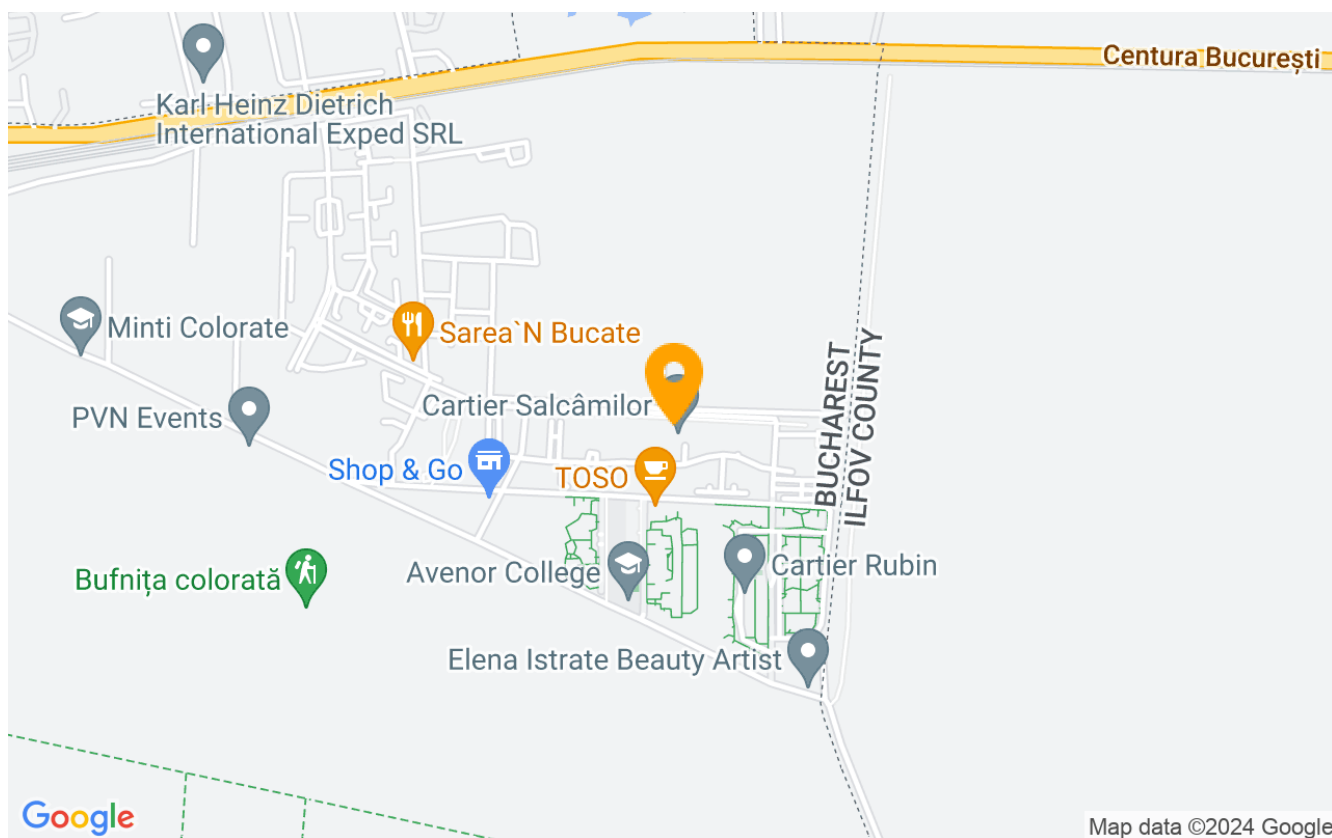 Centura București
Karl Heinz Dietrich
International Exped SRL
Minti Colorate
Sarea`N Bucate
PVN Events
Cartier Salcâmilor
BUCHAREST
ILFOV COUNTY
Shop & Go
TOSO
Bufnița colorată
Avenor College
Cartier Rubin
Elena Istrate Beauty Artist
Google
Map data ©2024 Google